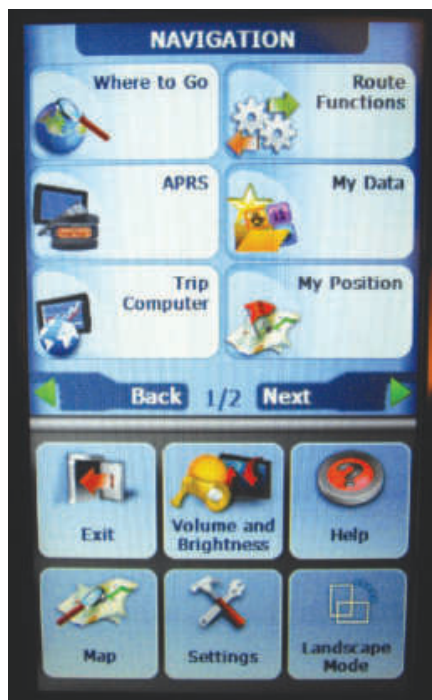 NAVIGATION
Where to Go
Route
Functions
APRS
My Data
Trip
Computer
My Position
Back 1/2 Next
Exit
Volume and
Brightness
Help
Map
Settings
Landscape
Mode